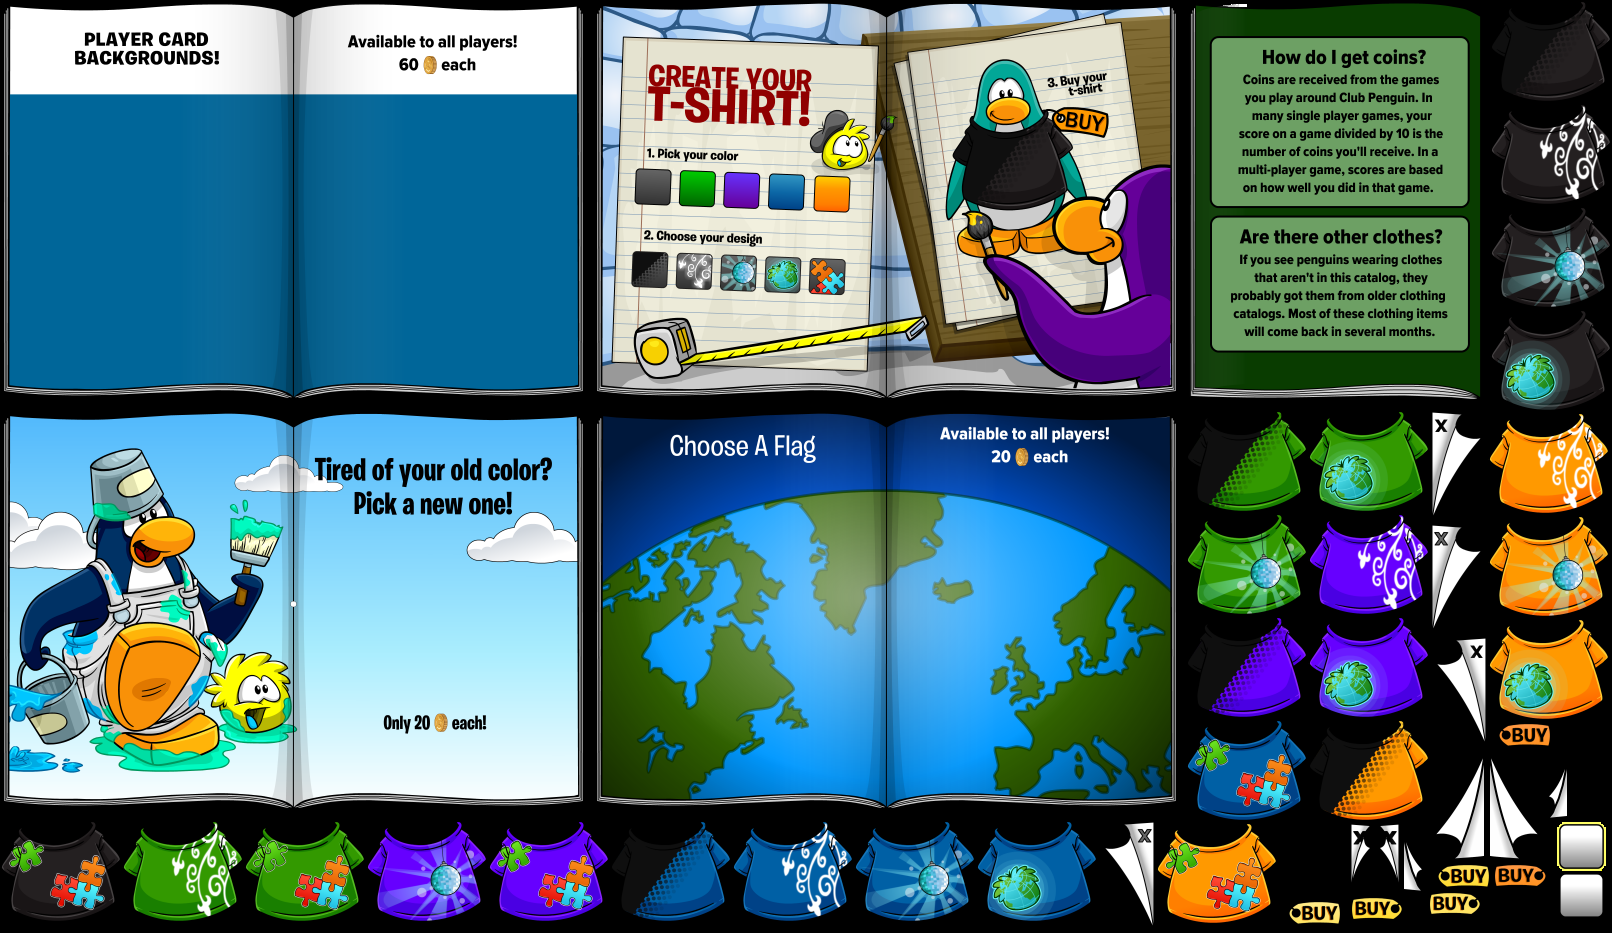 PLAYER CARD
BACKGROUNDS!
Available to all players!
60 each
CREATE YOUR
T-SHIRT!
1. Pick your color
2. Choose your design
3. Buy your
t-shirt
BUY
How do I get coins?
Coins are received from the games
you play around Club Penguin. In
many single player games, your
score on a game divided by 10 is the
number of coins you'll receive. In a
multi-player game, scores are based
on how well you did in that game.
Are there other clothes?
If you see penguins wearing clothes
that aren't in this catalog, they
probably got them from older clothing
catalogs. Most of these clothing items
will come back in several months.
Tired of your old color?
Pick a new one!
Only 20 each!
Choose A Flag
Available to all players!
20 each
X
X
X
BUY
X
X X
BUY
BUY
BUY
BUY
BUY